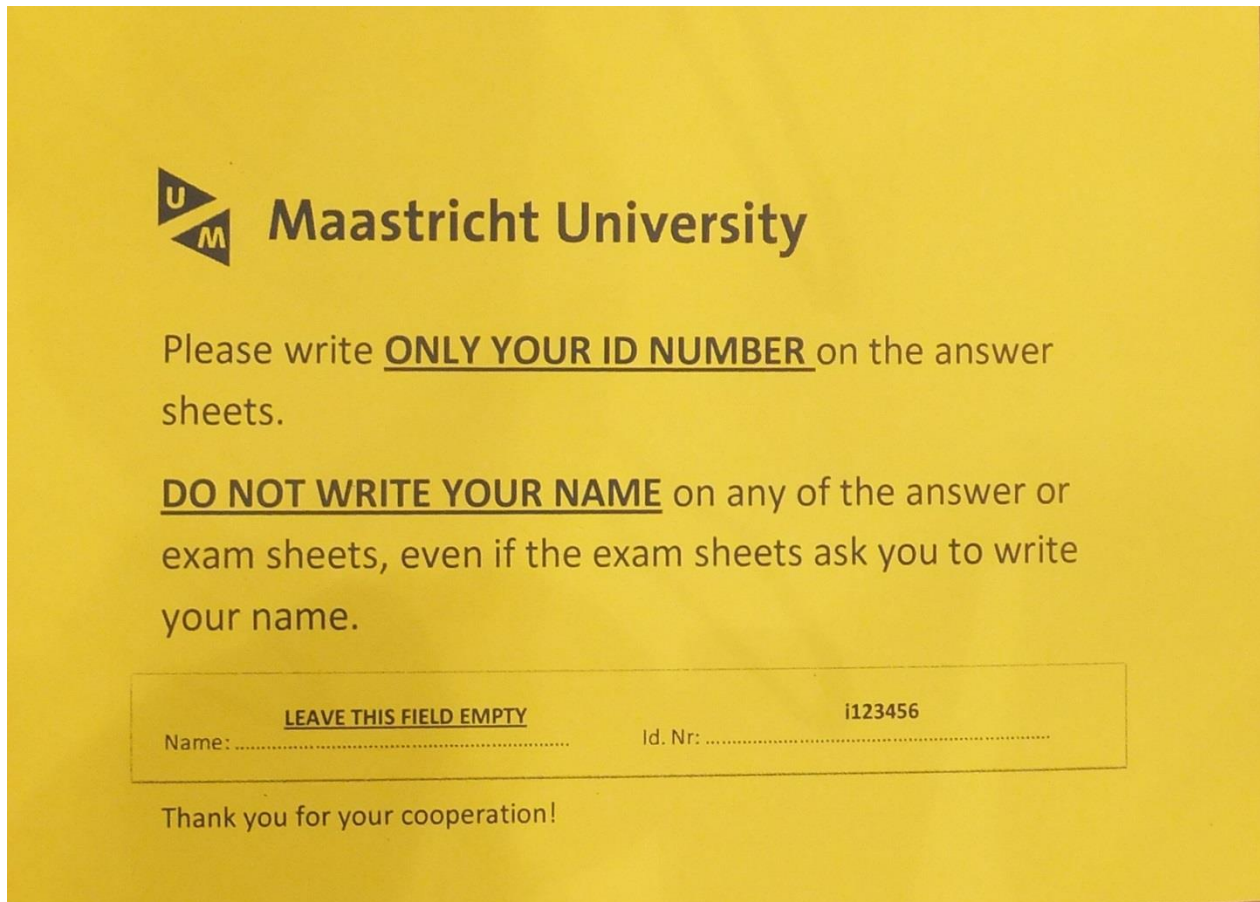 U
M
Maastricht University
Please write ONLY YOUR ID NUMBER on the answer
sheets.
DO NOT WRITE YOUR NAME on any of the answer or
exam sheets, even if the exam sheets ask you to write
your name.
LEAVE THIS FIELD EMPTY i123456
Name: ........................................................ Id. Nr: ........................................................
Thank you for your cooperation!